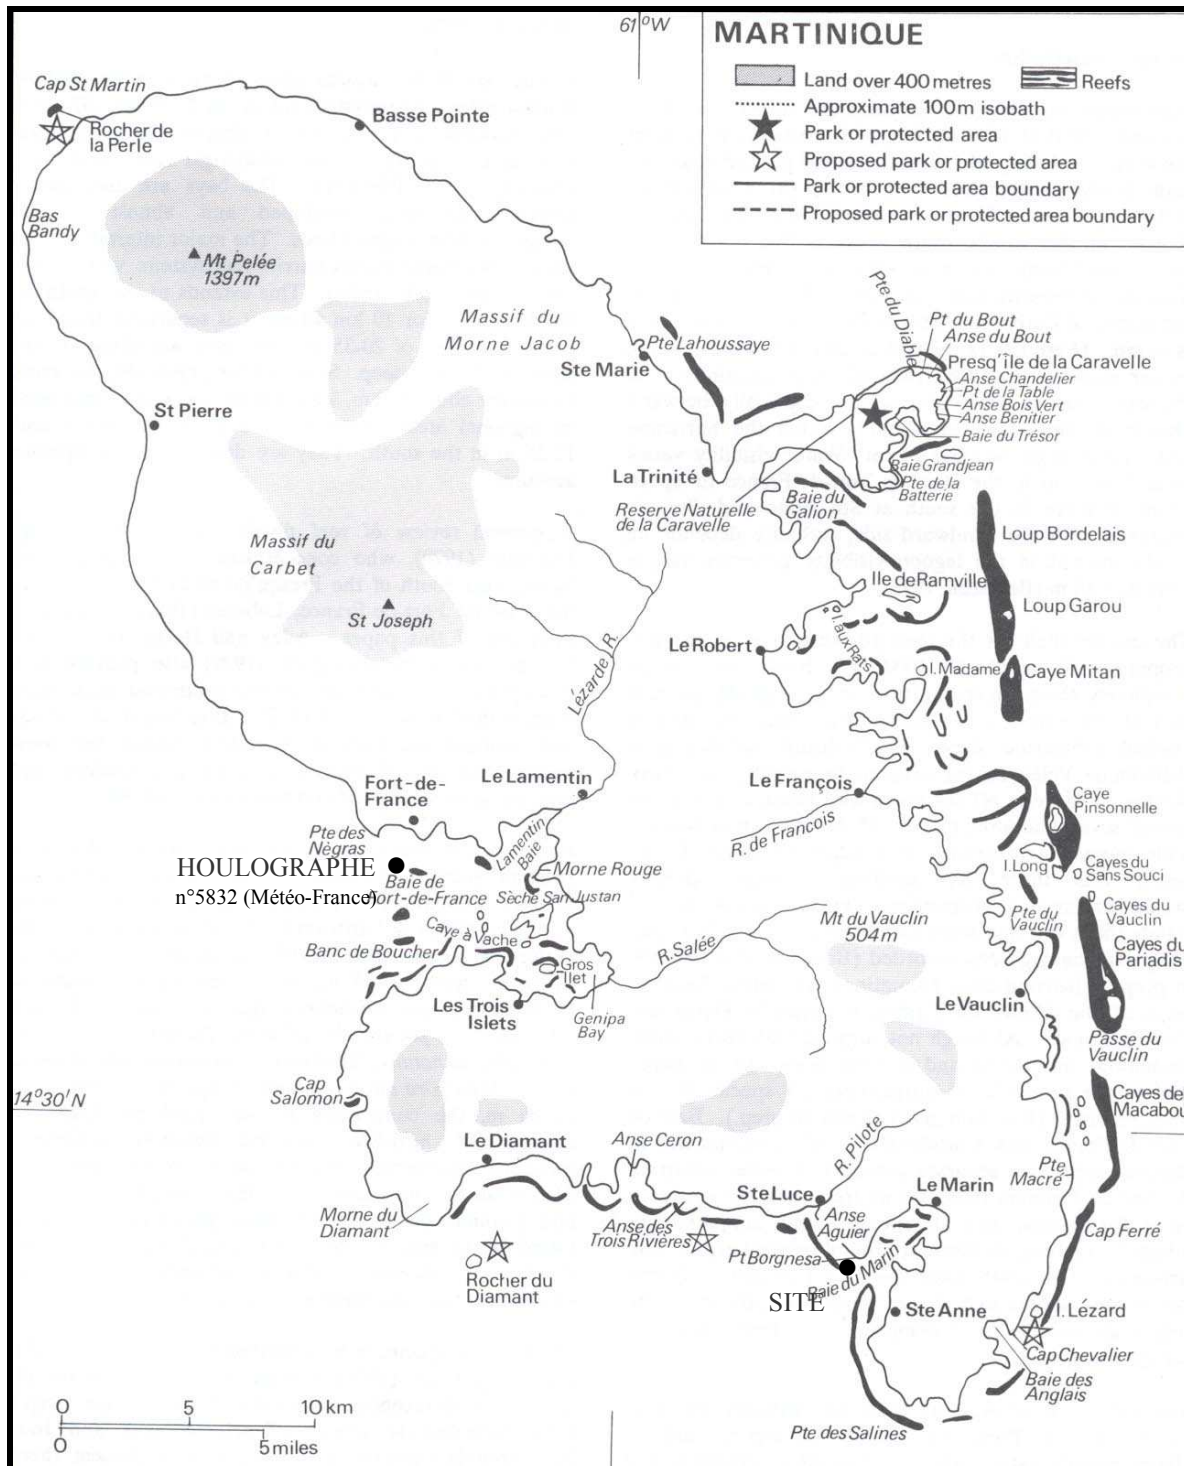 61°W
MARTINIQUE
Land over 400 metres
Reefs
Approximate 100m isobath
Park or protected area
Proposed park or protected area
Park or protected area boundary
Proposed park or protected area boundary
Cap St Martin
Rocher de
la Perle
Basse Pointe
Bas
Bandy
Mt Pelée
1397m
Massif du
Morne Jacob
Pte Lahoussaye
Ste Marie
St Pierre
Pte du Diable
Pt du Bout
Anse du Bout
Presq'île de la Caravelle
Anse Chandelier
Pt de la Table
Anse Bois Vert
Anse Benitier
Baie du Trésor
Baie Grandjean
Pte de la
Batterie
La Trinité
Baie du
Galion
Reserve Naturelle
de la Caravelle
Loup Bordelais
Massif du
Carbet
Ile de Ramville
Loup Garou
St Joseph
I. aux Rats
Le Robert
I. Madame
Caye Mitan
Lézarde R.
Le Lamentin
Le François
Fort-de-
France
Caye
Pinsonnelle
R. de Francois
Pte des
Négras
Lamentin
Baie
HOULOGRAPHE
n°5832 (Météo-France)
Morne Rouge
I. Long
Cayes du
Sans Souci
Baie de
Fort-de-France
Sèche San Justan
Cayes du
Vauclin
Mt du Vauclin
504m
Pte du
Vauclin
Caye à Vache
Banc de Boucher
Cayes du
Pariadis
R. Salée
Gros
Ilet
Les Trois
Islets
Genipa
Bay
Le Vauclin
Passe du
Vauclin
Cap
Salomon
14°30'N
Cayes de
Macabou
Le Diamant
Anse Ceron
R. Pilote
Pte
Macré
Ste Luce
Le Marin
Morne du
Diamant
Anse des
Trois Rivières
Anse
Aguier
Cap Ferré
Pt Borgnesa
Baie du Marin
Rocher du
Diamant
SITE
Ste Anne
I. Lézard
Cap Chevalier
Baie des
Anglais
Pte des Salines
0 5 10 km
0 5 miles